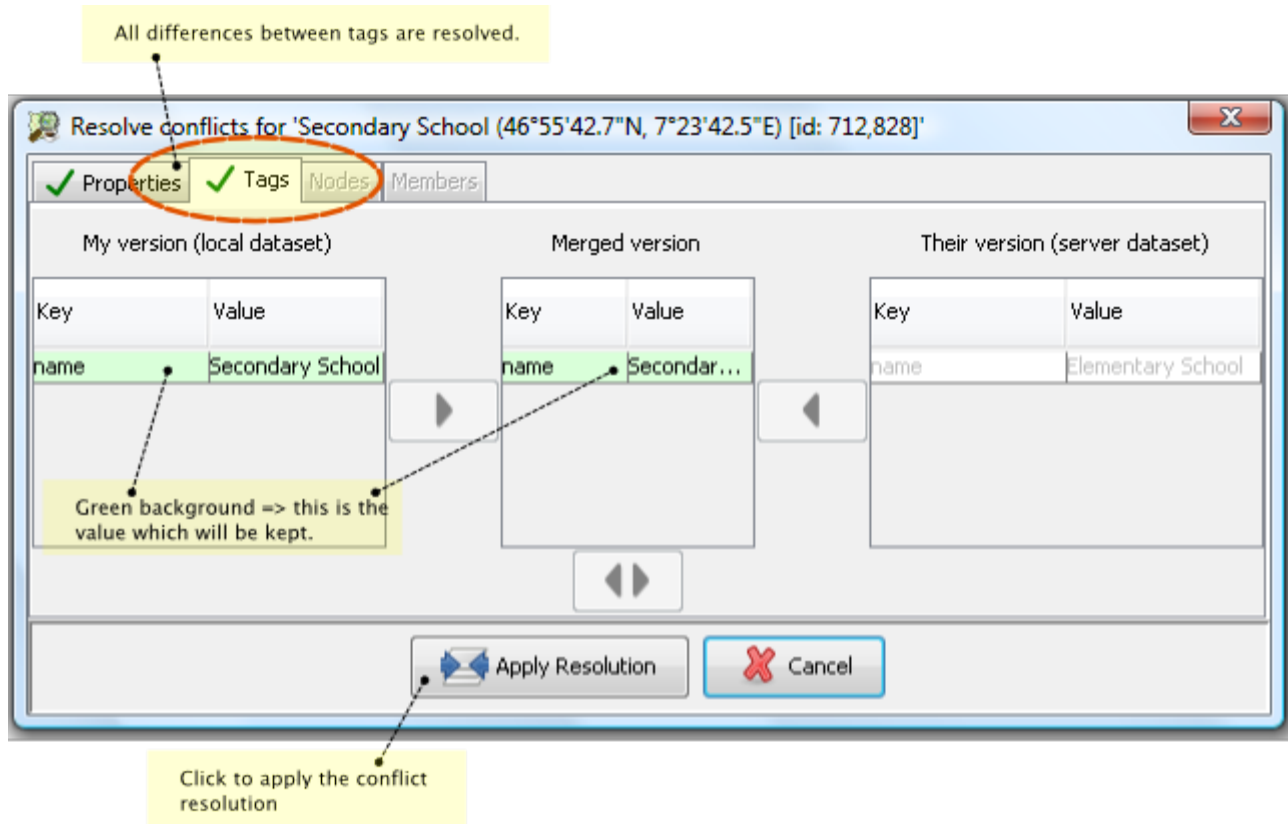 All differences between tags are resolved.
Resolve conflicts for 'Secondary School (46°55'42.7"N, 7°23'42.5"E) [id: 712,828]'
Properties Tags Nodes Members
My version (local dataset) Merged version Their version (server dataset)
Key Value Key Value Key Value
name Secondary School name Secondar... name Elementary School
Green background => this is the
value which will be kept.
Apply Resolution Cancel
Click to apply the conflict
resolution